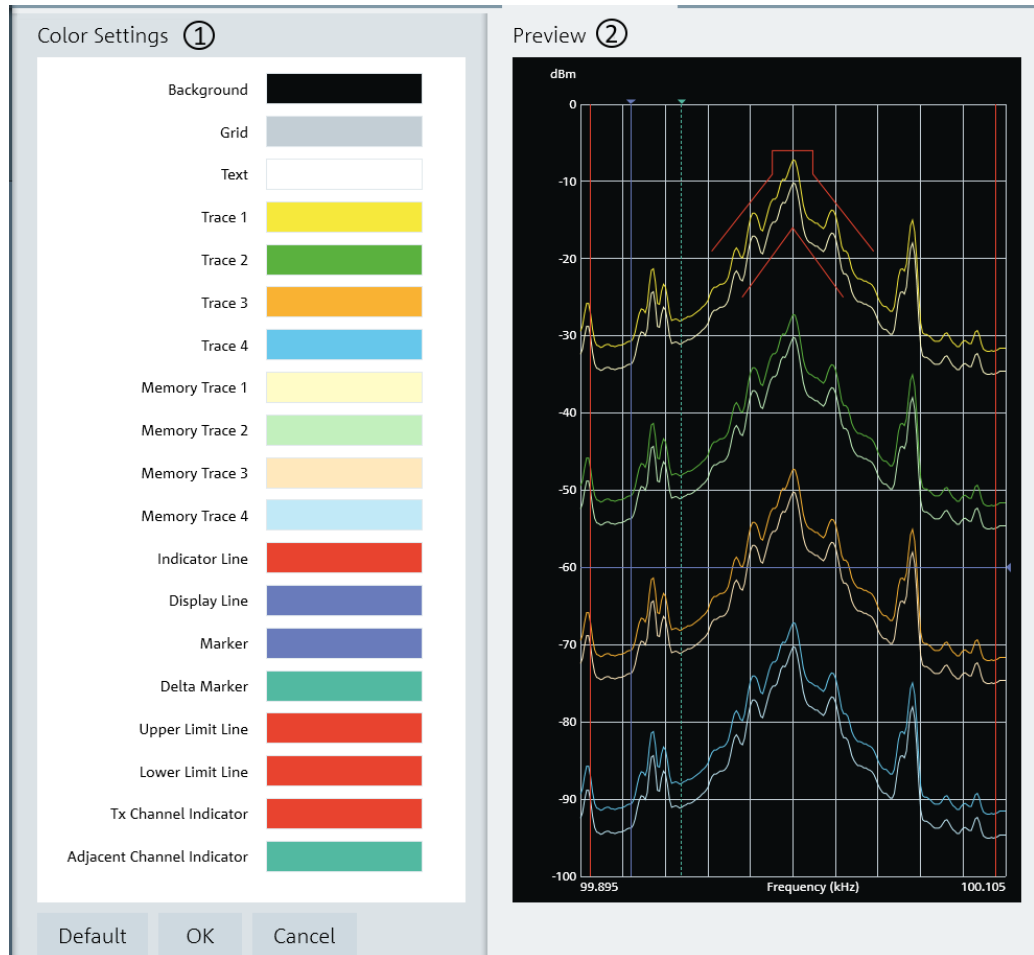 Color Settings ①
Background
Grid
Text
Trace 1
Trace 2
Trace 3
Trace 4
Memory Trace 1
Memory Trace 2
Memory Trace 3
Memory Trace 4
Indicator Line
Display Line
Marker
Delta Marker
Upper Limit Line
Lower Limit Line
Tx Channel Indicator
Adjacent Channel Indicator
Default OK Cancel
Preview ②
dBm
0
-10
-20
-30
-40
-50
-60
-70
-80
-90
-100
99.895 Frequency (kHz) 100.105